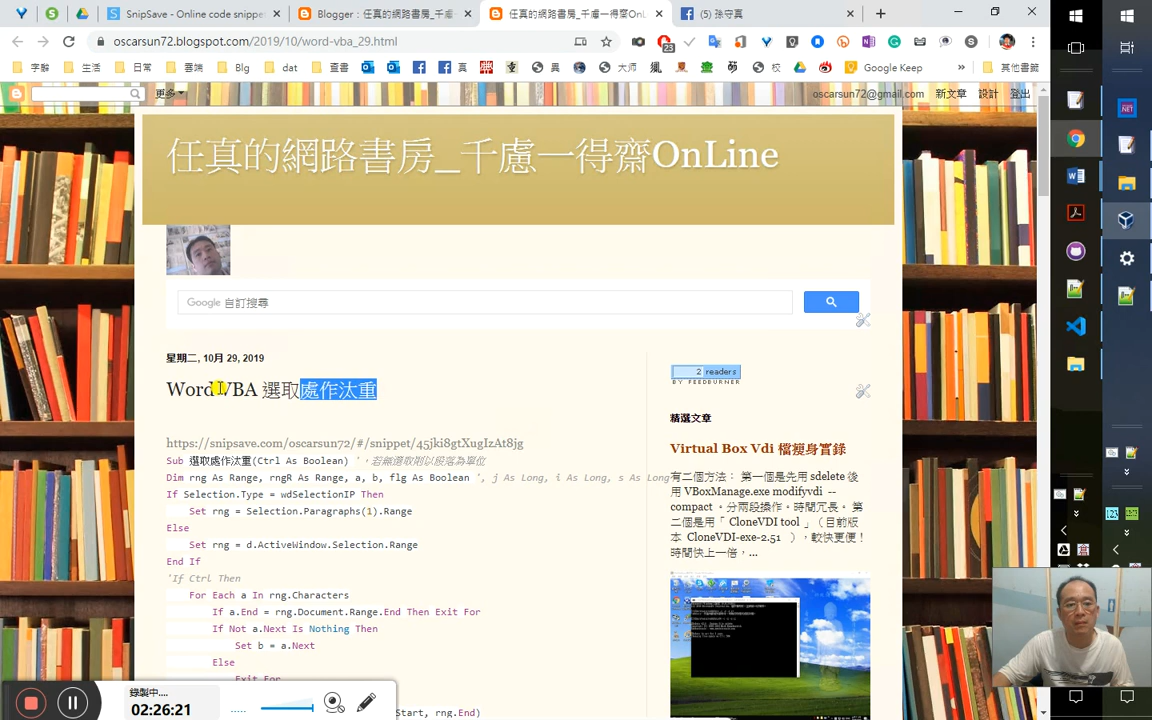 SnipSave - Online code snippe
Blogger：任真的網路書房_千慮一
任真的網路書房_千慮一得齋OnL
(5) 孫守真
oscarsun72.blogspot.com/2019/10/word-vba_29.html
23
字辭
生活
日常
雲端
Blg
dat
查書
真
異
大师
校
Google Keep
其他書籤
更多
oscarsun72@gmail.com
新文章
設計
登出
任真的網路書房_千慮一得齋OnLine
Google 自訂搜尋
星期二, 10月 29, 2019
Word VBA 選取處作汰重
https://snipsave.com/oscarsun72/#/snippet/45jki8gtXugIzAt8jg
Sub 選取處作汰重(Ctrl As Boolean) '，若無選取則以段落為單位
Dim rng As Range, rngR As Range, a, b, flg As Boolean ', j As Long, i As Long, s As Long
If Selection.Type = wdSelectionIP Then
Set rng = Selection.Paragraphs(1).Range
Else
Set rng = d.ActiveWindow.Selection.Range
End If
'If Ctrl Then
For Each a In rng.Characters
If a.End = rng.Document.Range.End Then Exit For
If Not a.Next Is Nothing Then
Set b = a.Next
Else
Exit For
Start, rng.End)
2 readers
BY FEEDBURNER
精選文章
Virtual Box Vdi 檔瘦身實錄
有二個方法： 第一個是先用 sdelete 後
用 VBoxManage.exe modifyvdi --
compact 。分兩段操作。時間冗長。 第
二個是用「 CloneVDI tool 」（目前版
本 CloneVDI-exe-2.51 ），較快更便！
時間快上一倍，...
錄製中....
02:26:21
.NET
123